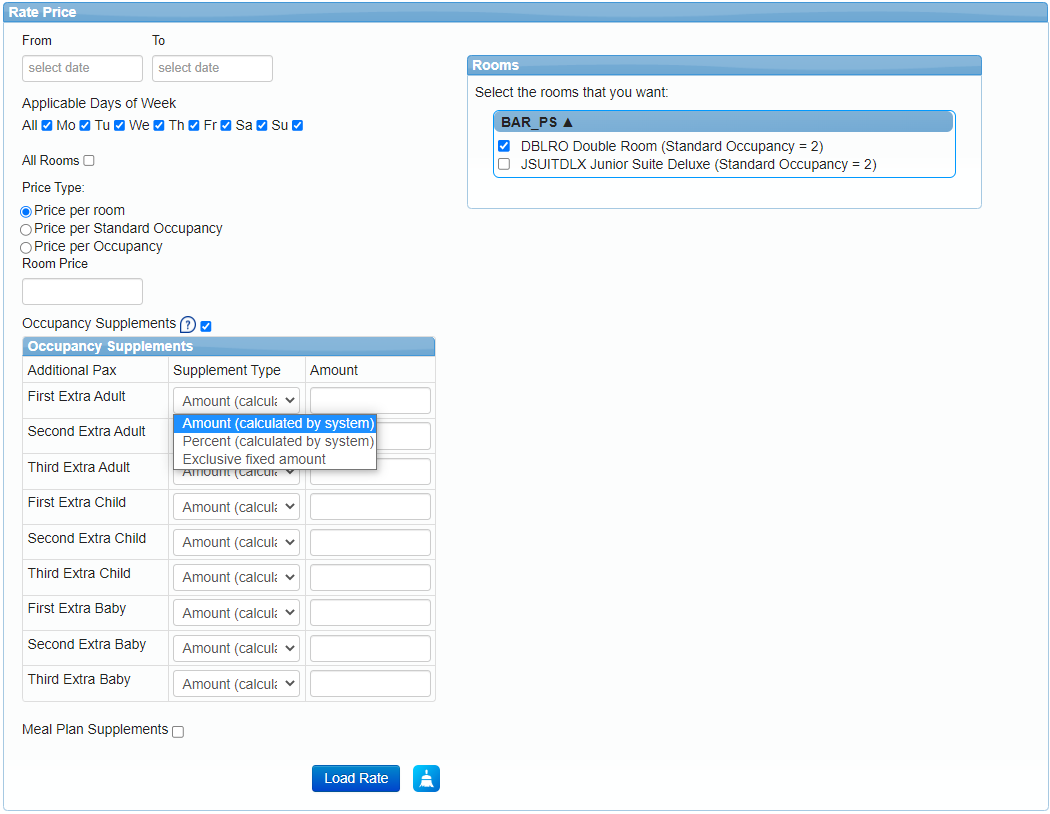 Rate Price
From To
select date select date
Applicable Days of Week
All Mo Tu We Th Fr Sa Su
All Rooms
Price Type:
Price per room
Price per Standard Occupancy
Price per Occupancy
Room Price
Occupancy Supplements ?
Occupancy Supplements
Additional Pax Supplement Type Amount
First Extra Adult Amount (calcula
Amount (calculated by system)
Percent (calculated by system)
Exclusive fixed amount
Second Extra Adult
Third Extra Adult Amount (calcula
First Extra Child Amount (calcula
Second Extra Child Amount (calcula
Third Extra Child Amount (calcula
First Extra Baby Amount (calcula
Second Extra Baby Amount (calcula
Third Extra Baby Amount (calcula
Meal Plan Supplements
Load Rate
Rooms
Select the rooms that you want:
BAR_PS ▲
DBLRO Double Room (Standard Occupancy = 2)
JSUITDLX Junior Suite Deluxe (Standard Occupancy = 2)